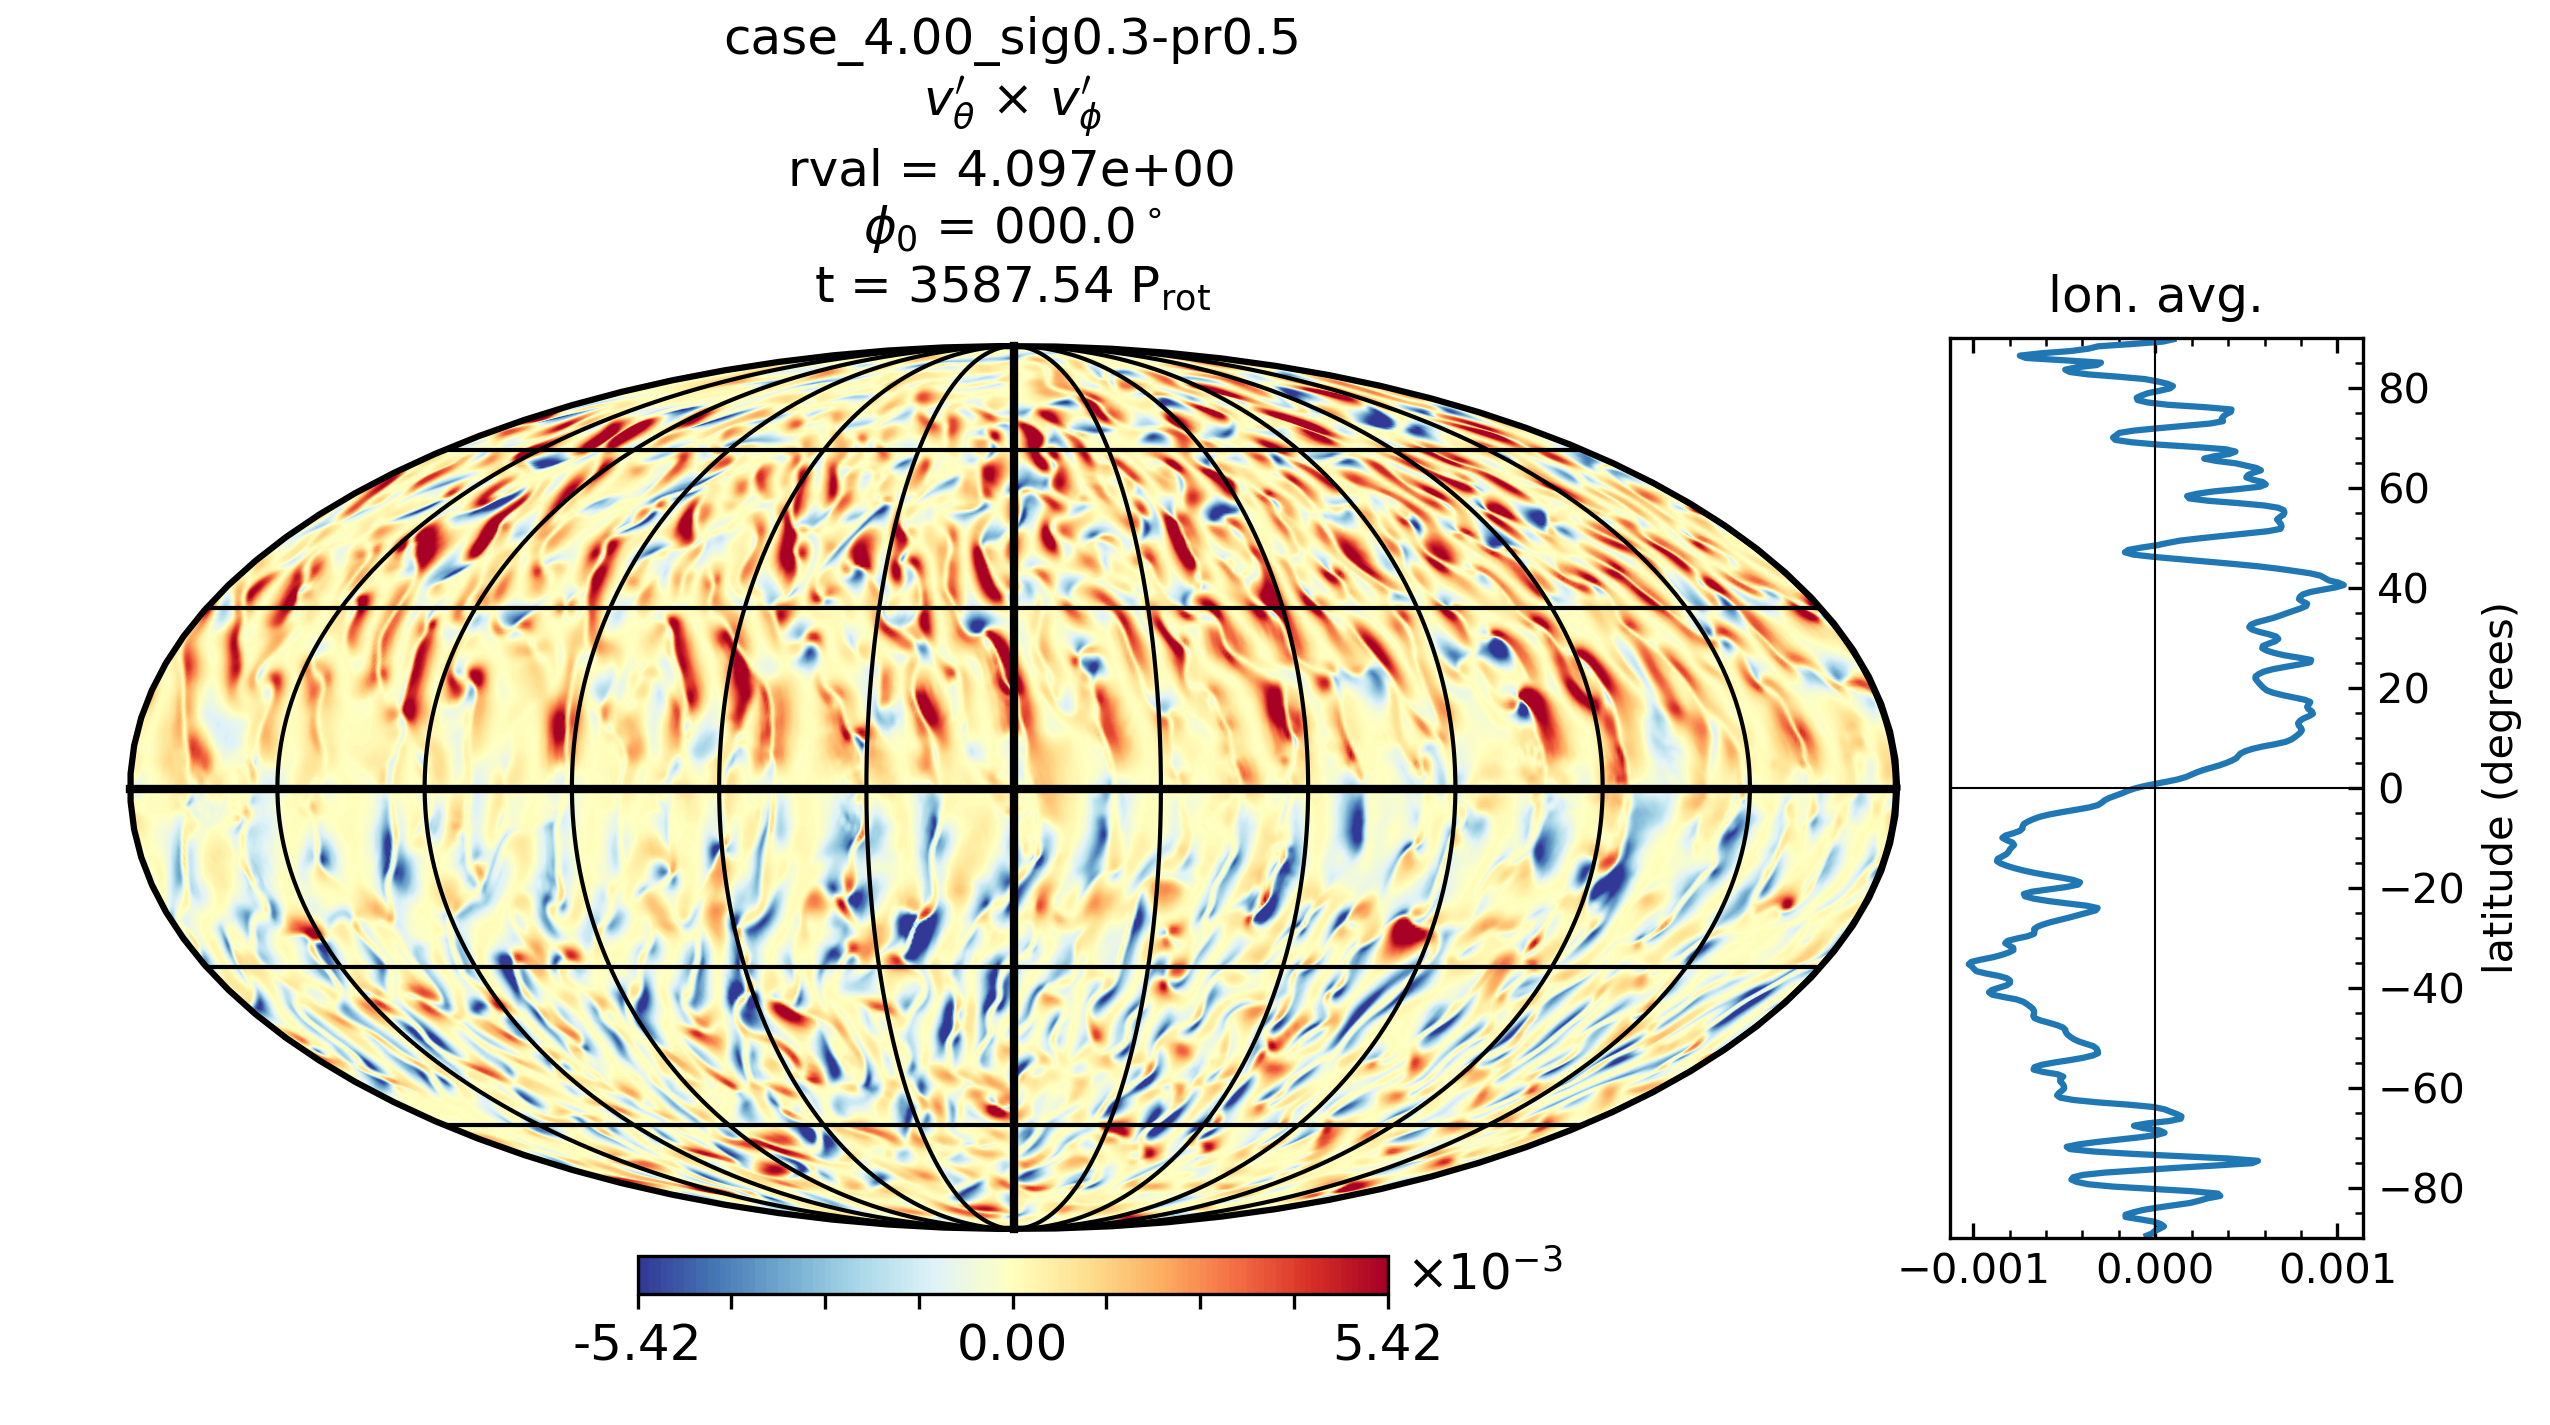 case_4.00_sig0.3-pr0.5
v′θ × v′ϕ
rval = 4.097e+00
ϕ0 = 000.0°
t = 3587.54 Prot
lon. avg.
80
60
40
20
0
−20
−40
−60
−80
latitude (degrees)
−0.001 0.000 0.001
×10−3
-5.42 0.00 5.42